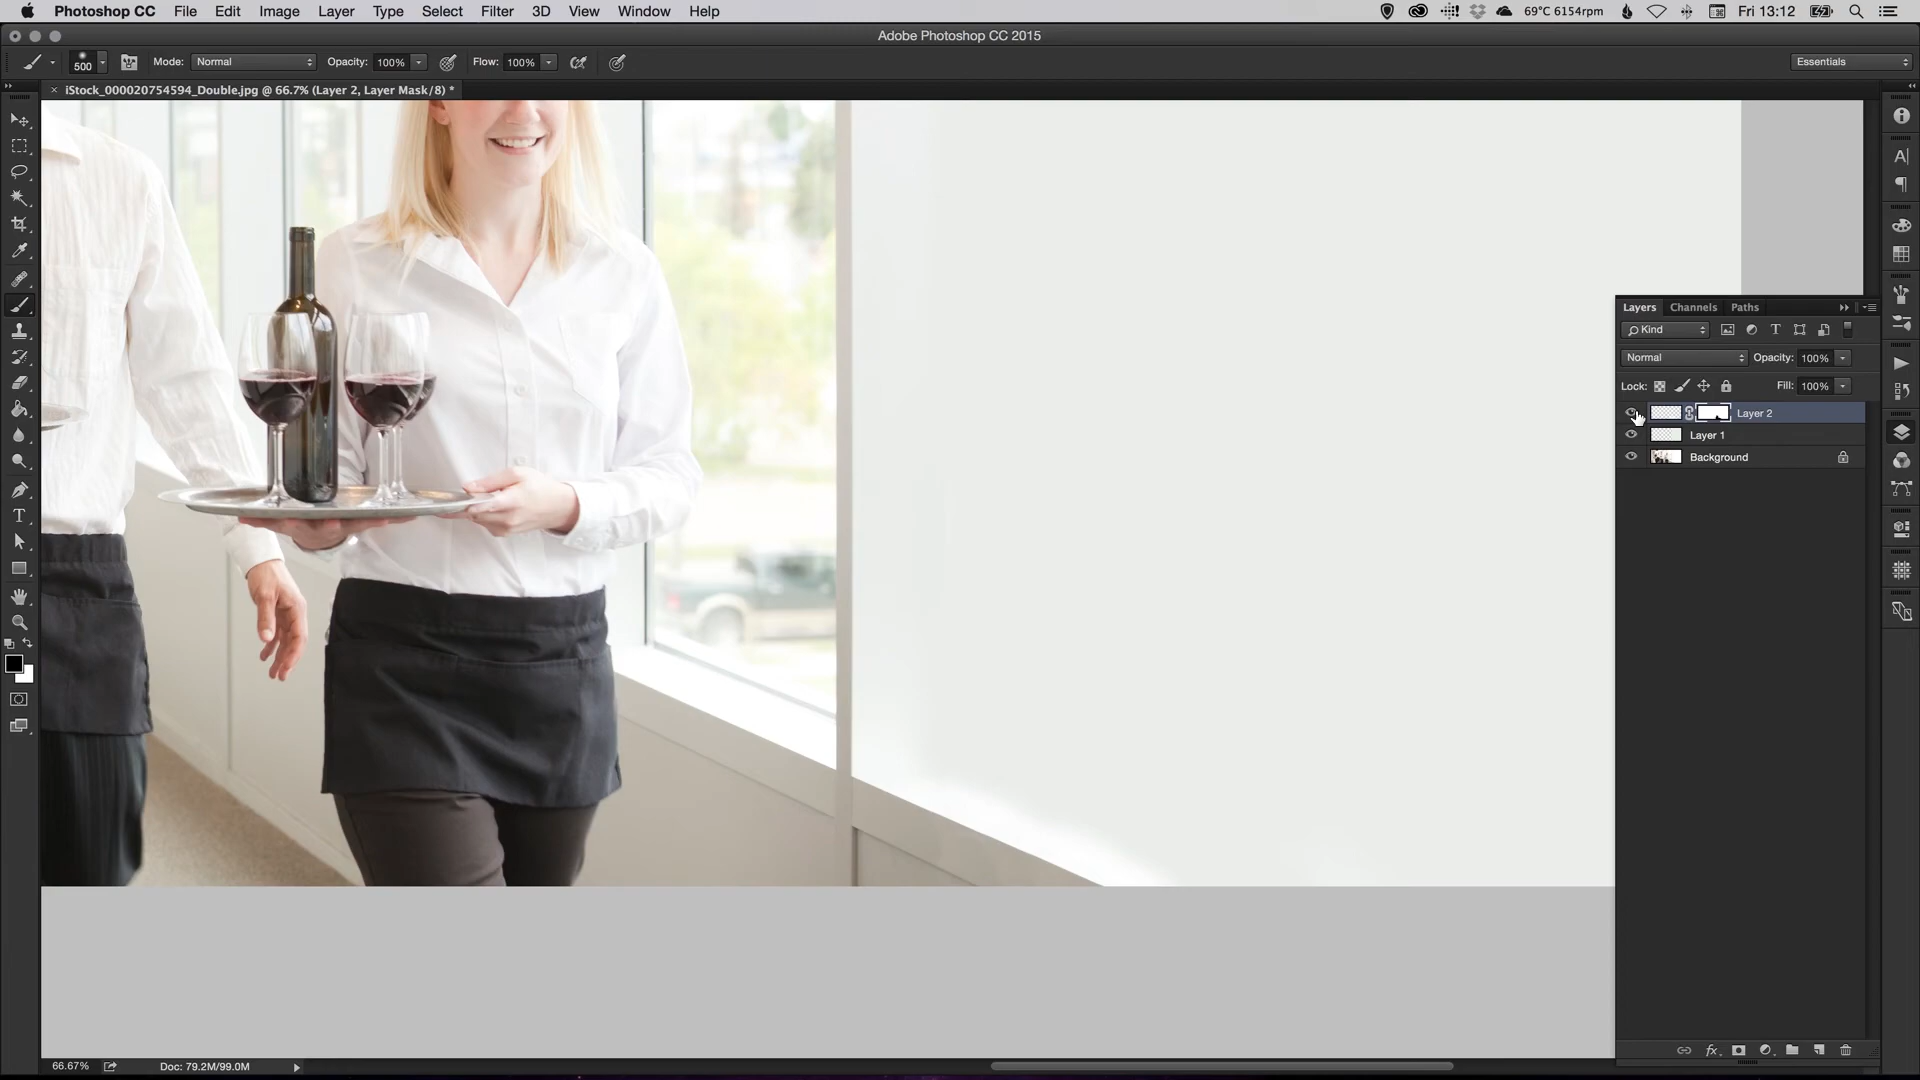 Photoshop CC File Edit Image Layer Type Select Filter 3D View Window Help 69°C 6154rpm Fri 13:12
Adobe Photoshop CC 2015
500 Mode: Normal Opacity: 100% Flow: 100% Essentials
× iStock_000020754594_Double.jpg @ 66.7% (Layer 2, Layer Mask/8) *
Layers Channels Paths
Kind
Normal Opacity: 100%
Lock: Fill: 100%
Layer 2
Layer 1
Background
66.67% Doc: 79.2M/99.0M